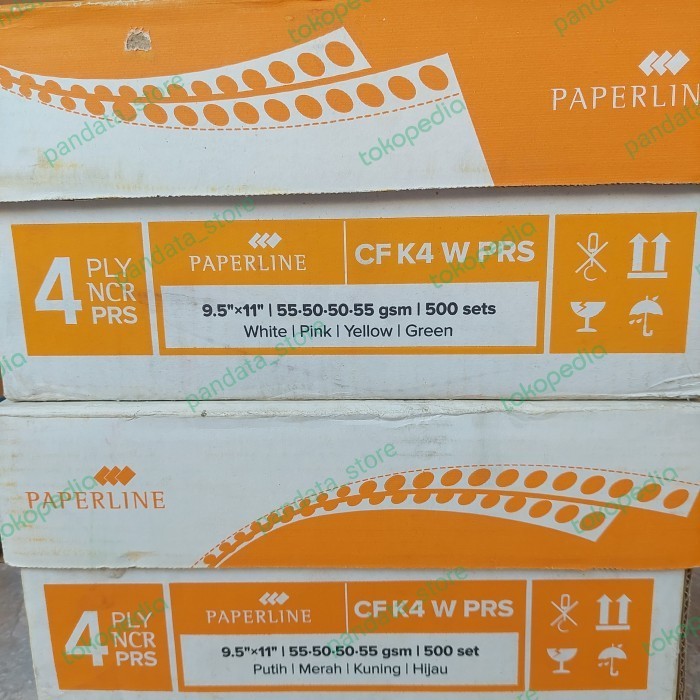 PAPERLIN
4 PLY
NCR
PRS
PAPERLINE
CF K4 W PRS
9.5"×11" | 55-50-50-55 gsm | 500 sets
White | Pink | Yellow | Green
PAPERLINE
4 PLY
NCR
PRS
PAPERLINE
CF K4 W PRS
9.5"×11" | 55-50-50-55 gsm | 500 set
Putih | Merah | Kuning | Hijau
pandata_store
tokopedia